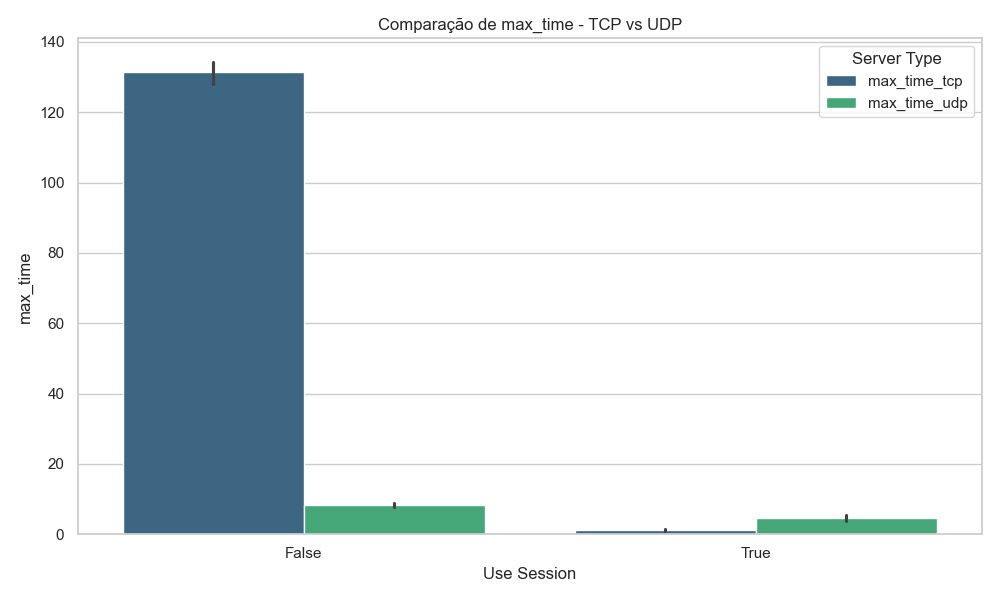 Comparação de max_time - TCP vs UDP
Server Type
max_time_tcp
max_time_udp
max_time
140
120
100
80
60
40
20
0
False
True
Use Session